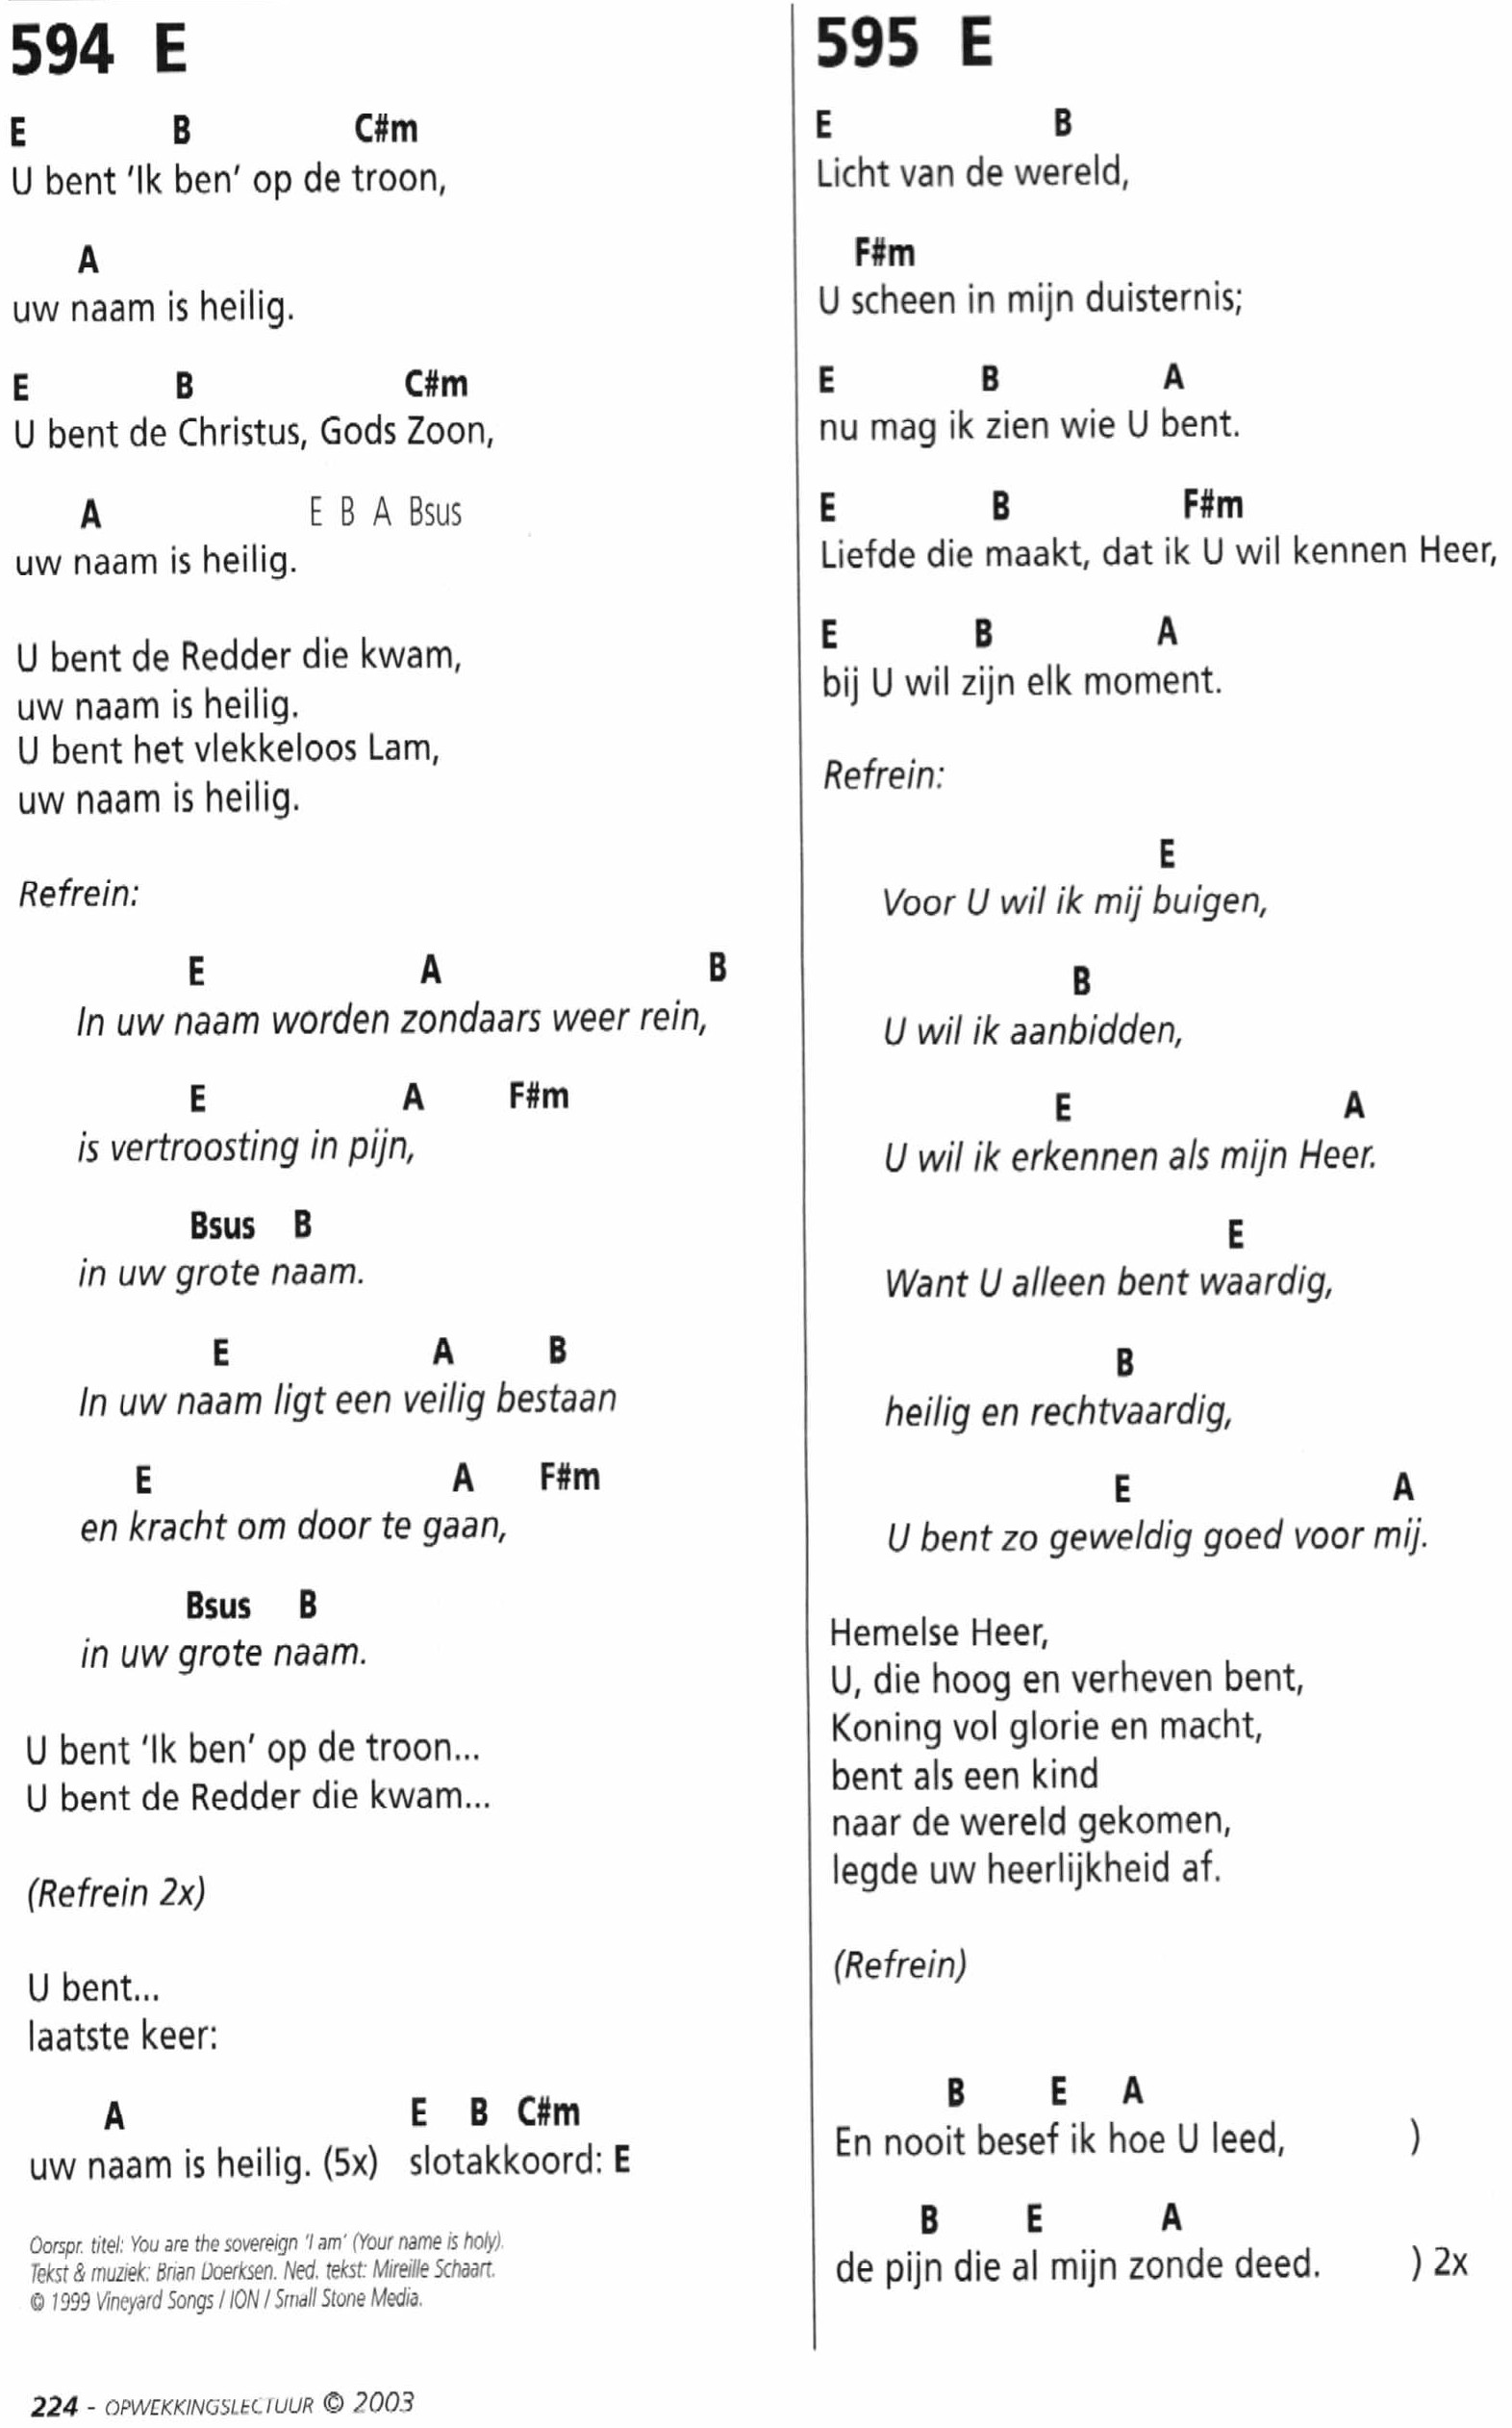 594 E
E B C#m
U bent ‘Ik ben’ op de troon,
A
uw naam is heilig.
E B C#m
U bent de Christus, Gods Zoon,
A E B A Bsus
uw naam is heilig.
U bent de Redder die kwam,
uw naam is heilig.
U bent het vlekkeloos Lam,
uw naam is heilig.
Refrein:
E A B
In uw naam worden zondaars weer rein,
E A F#m
is vertroosting in pijn,
Bsus B
in uw grote naam.
E A B
In uw naam ligt een veilig bestaan
E A F#m
en kracht om door te gaan,
Bsus B
in uw grote naam.
U bent ‘Ik ben’ op de troon...
U bent de Redder die kwam...
(Refrein 2x)
U bent...
laatste keer:
A E B C#m
uw naam is heilig. (5x) slotakkoord: E
Oorspr. titel: You are the sovereign ‘I am’ (Your name is holy).
Tekst & muziek: Brian Doerksen. Ned. tekst: Mireille Schaart.
© 1999 Vineyard Songs / ION / Small Stone Media.
224 - OPWEKKINGSLECTUUR © 2003
595 E
E B
Licht van de wereld,
F#m
U scheen in mijn duisternis;
E B A
nu mag ik zien wie U bent.
E B F#m
Liefde die maakt, dat ik U wil kennen Heer,
E B A
bij U wil zijn elk moment.
Refrein:
E
Voor U wil ik mij buigen,
B
U wil ik aanbidden,
E A
U wil ik erkennen als mijn Heer.
E
Want U alleen bent waardig,
B
heilig en rechtvaardig,
E A
U bent zo geweldig goed voor mij.
Hemelse Heer,
U, die hoog en verheven bent,
Koning vol glorie en macht,
bent als een kind
naar de wereld gekomen,
legde uw heerlijkheid af.
(Refrein)
B E A
En nooit besef ik hoe U leed, )
B E A
de pijn die al mijn zonde deed. ) 2x